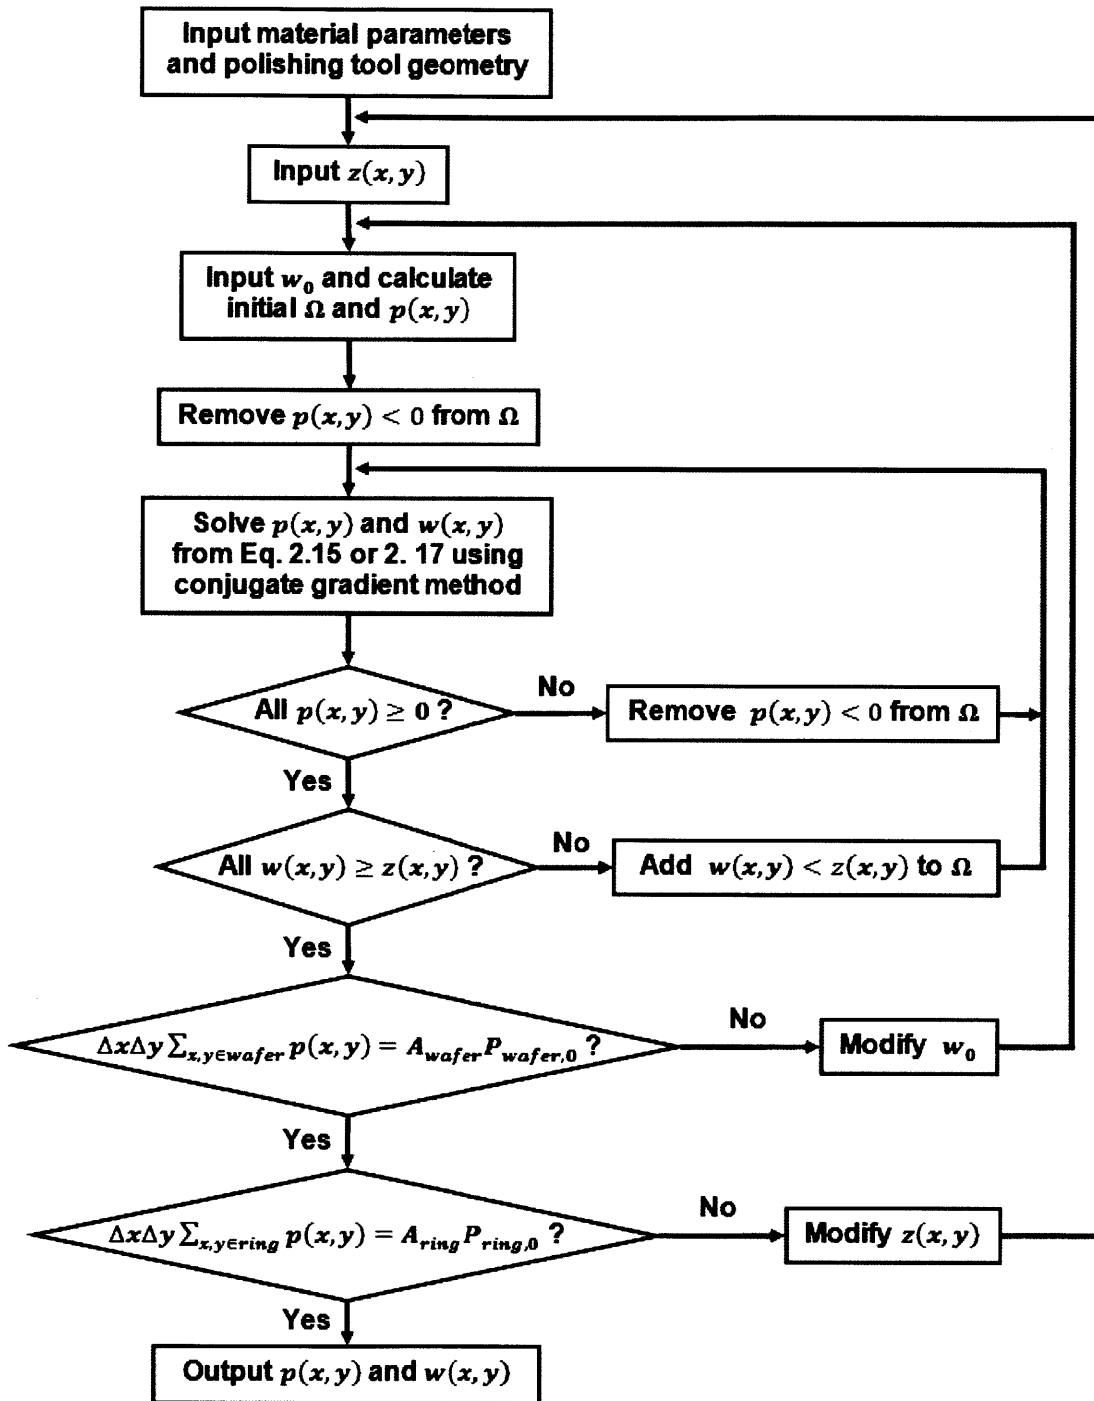 Input material parameters
and polishing tool geometry
Input z(x, y)
Input w₀ and calculate
initial Ω and p(x, y)
Remove p(x, y) < 0 from Ω
Solve p(x, y) and w(x, y)
from Eq. 2.15 or 2. 17 using
conjugate gradient method
All p(x, y) ≥ 0 ?
No
Remove p(x, y) < 0 from Ω
Yes
All w(x, y) ≥ z(x, y) ?
No
Add w(x, y) < z(x, y) to Ω
Yes
ΔxΔy ∑_{x,y∈wafer} p(x, y) = A_{wafer}P_{wafer,0} ?
No
Modify w₀
Yes
ΔxΔy ∑_{x,y∈ring} p(x, y) = A_{ring}P_{ring,0} ?
No
Modify z(x, y)
Yes
Output p(x, y) and w(x, y)